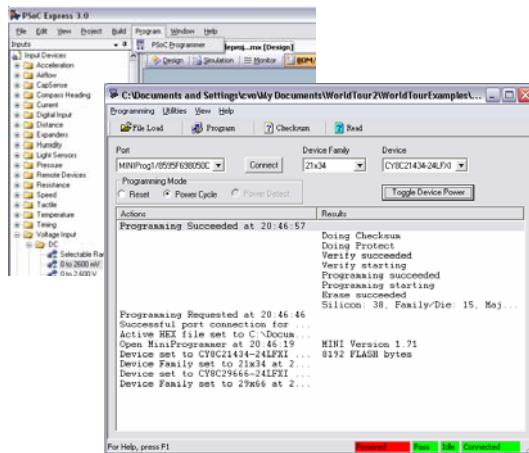 PSoC Express 3.0
File Edit View Project Build Program Window Help
Inputs
PSoC Programmer
leproj...mx [Design]
Input Devices
Design Simulation Monitor BOM/
Acceleration
Airflow
CapSense
Compass Heading
Current
Digital Input
Distance
Expanders
Humidity
Light Sensors
Pressure
Remote Devices
Resistance
Speed
Tactile
Temperature
Timing
Voltage Input
DC
Selectable Ran
0 to 2600 mV
0 to 2.600 V
C:\Documents and Settings\cvo\My Documents\WorldTour2\WorldTourExamples\...
Programming Utilities View Help
File Load Program Checksum Read
Port Device Family Device
MINIProg1/8595F698050C Connect 21x34 CY8C21434-24LFXI
Programming Mode
Reset Power Cycle Power Detect Toggle Device Power
Actions Results
Programming Succeeded at 20:46:57
Doing Checksum
Doing Protect
Verify succeeded
Verify starting
Programming succeeded
Programming starting
Erase succeeded
Silicon: 38, Family/Die: 15, Maj...
Programming Requested at 20:46:46
Successful port connection for ...
Active HEX file set to C:\Docum...
Open MiniProgrammer at 20:46:19 MINI Version 1.71
Device set to CY8C21434-24LFXI ... 8192 FLASH bytes
Device Family set to 21x34 at 2...
Device set to CY8C29666-24LFXI ...
Device Family set to 29x66 at 2...
For Help, press F1 Powered Pass Idle Connected